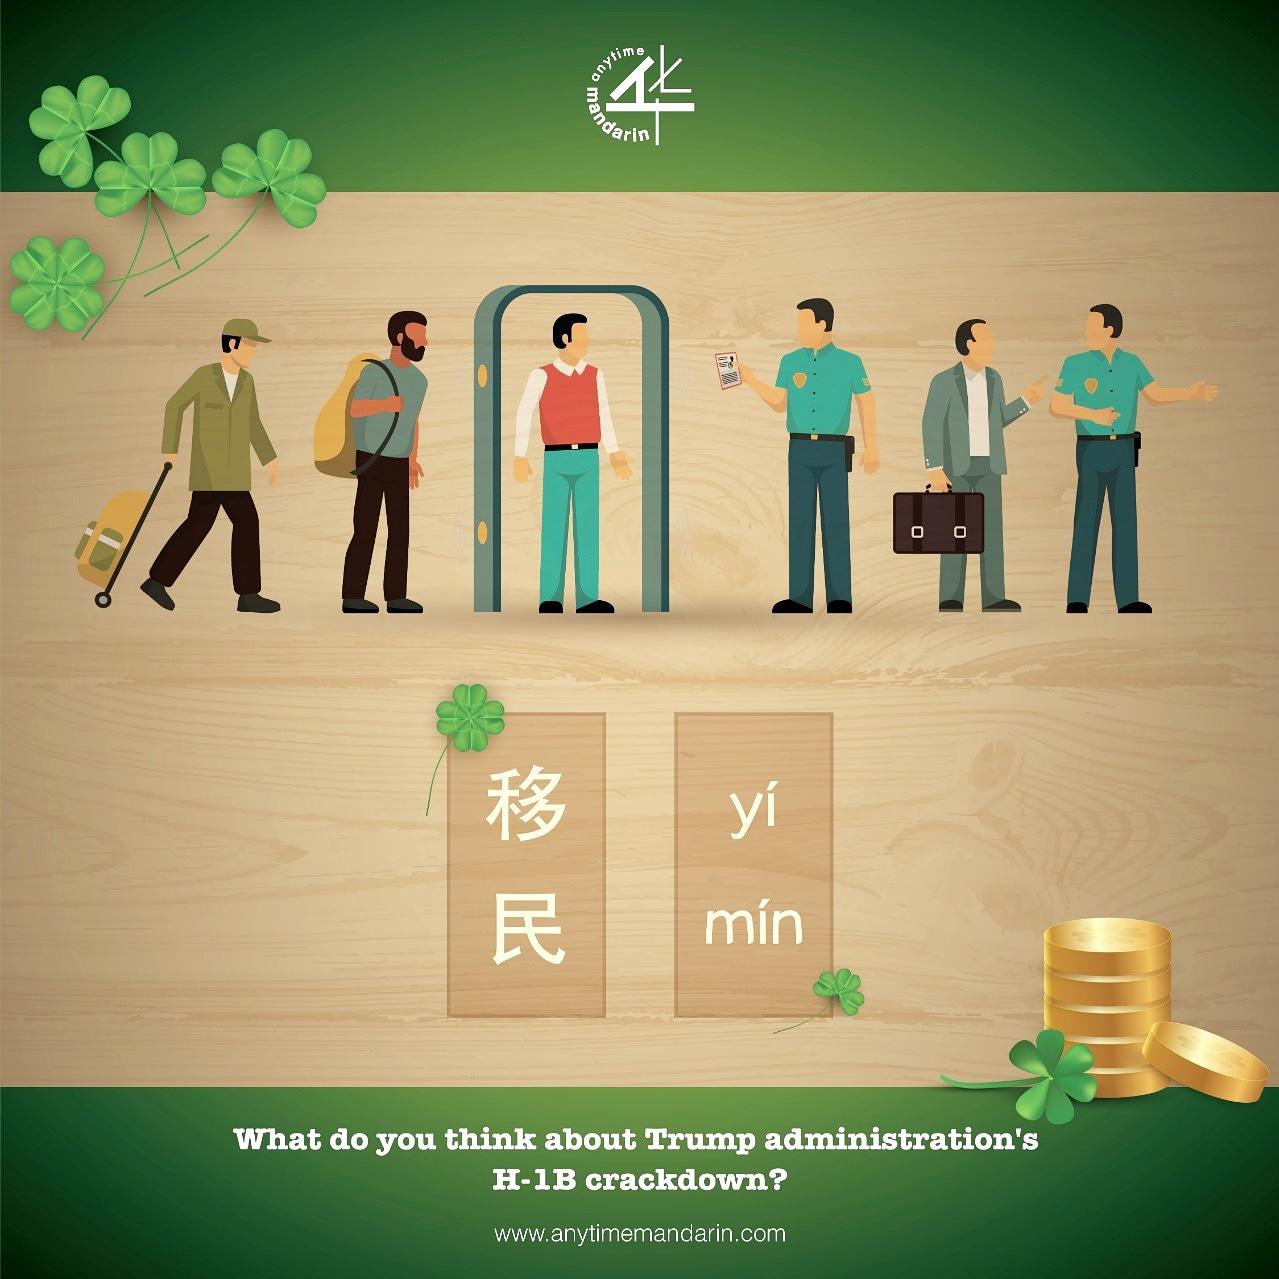 anytime
mandarin
移
民
yí
mín
What do you think about Trump administration's
H-1B crackdown?
www.anytimemandarin.com